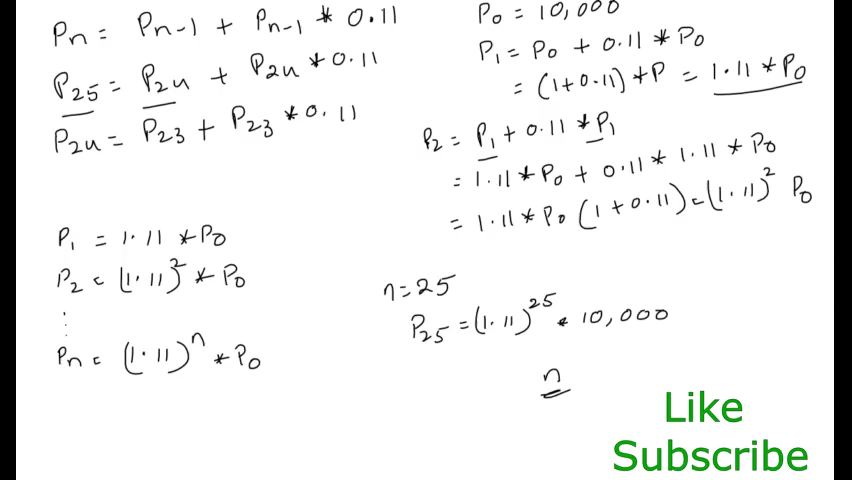 Pn = Pn-1 + Pn-1 * 0.11
P25 = P24 + P24 * 0.11
P24 = P23 + P23 * 0.11
P0 = 10,000
P1 = P0 + 0.11 * P0
= (1+0.11) * P = 1.11 * P0
P2 = P1 + 0.11 * P1
= 1.11 * P0 + 0.11 * 1.11 * P0
= 1.11 * P0 (1 + 0.11) = (1.11)² P0
P1 = 1.11 * P0
P2 = (1.11)² * P0
⋮
Pn = (1.11)ⁿ * P0
n = 25
P25 = (1.11)²⁵ * 10,000
n
Like
Subscribe